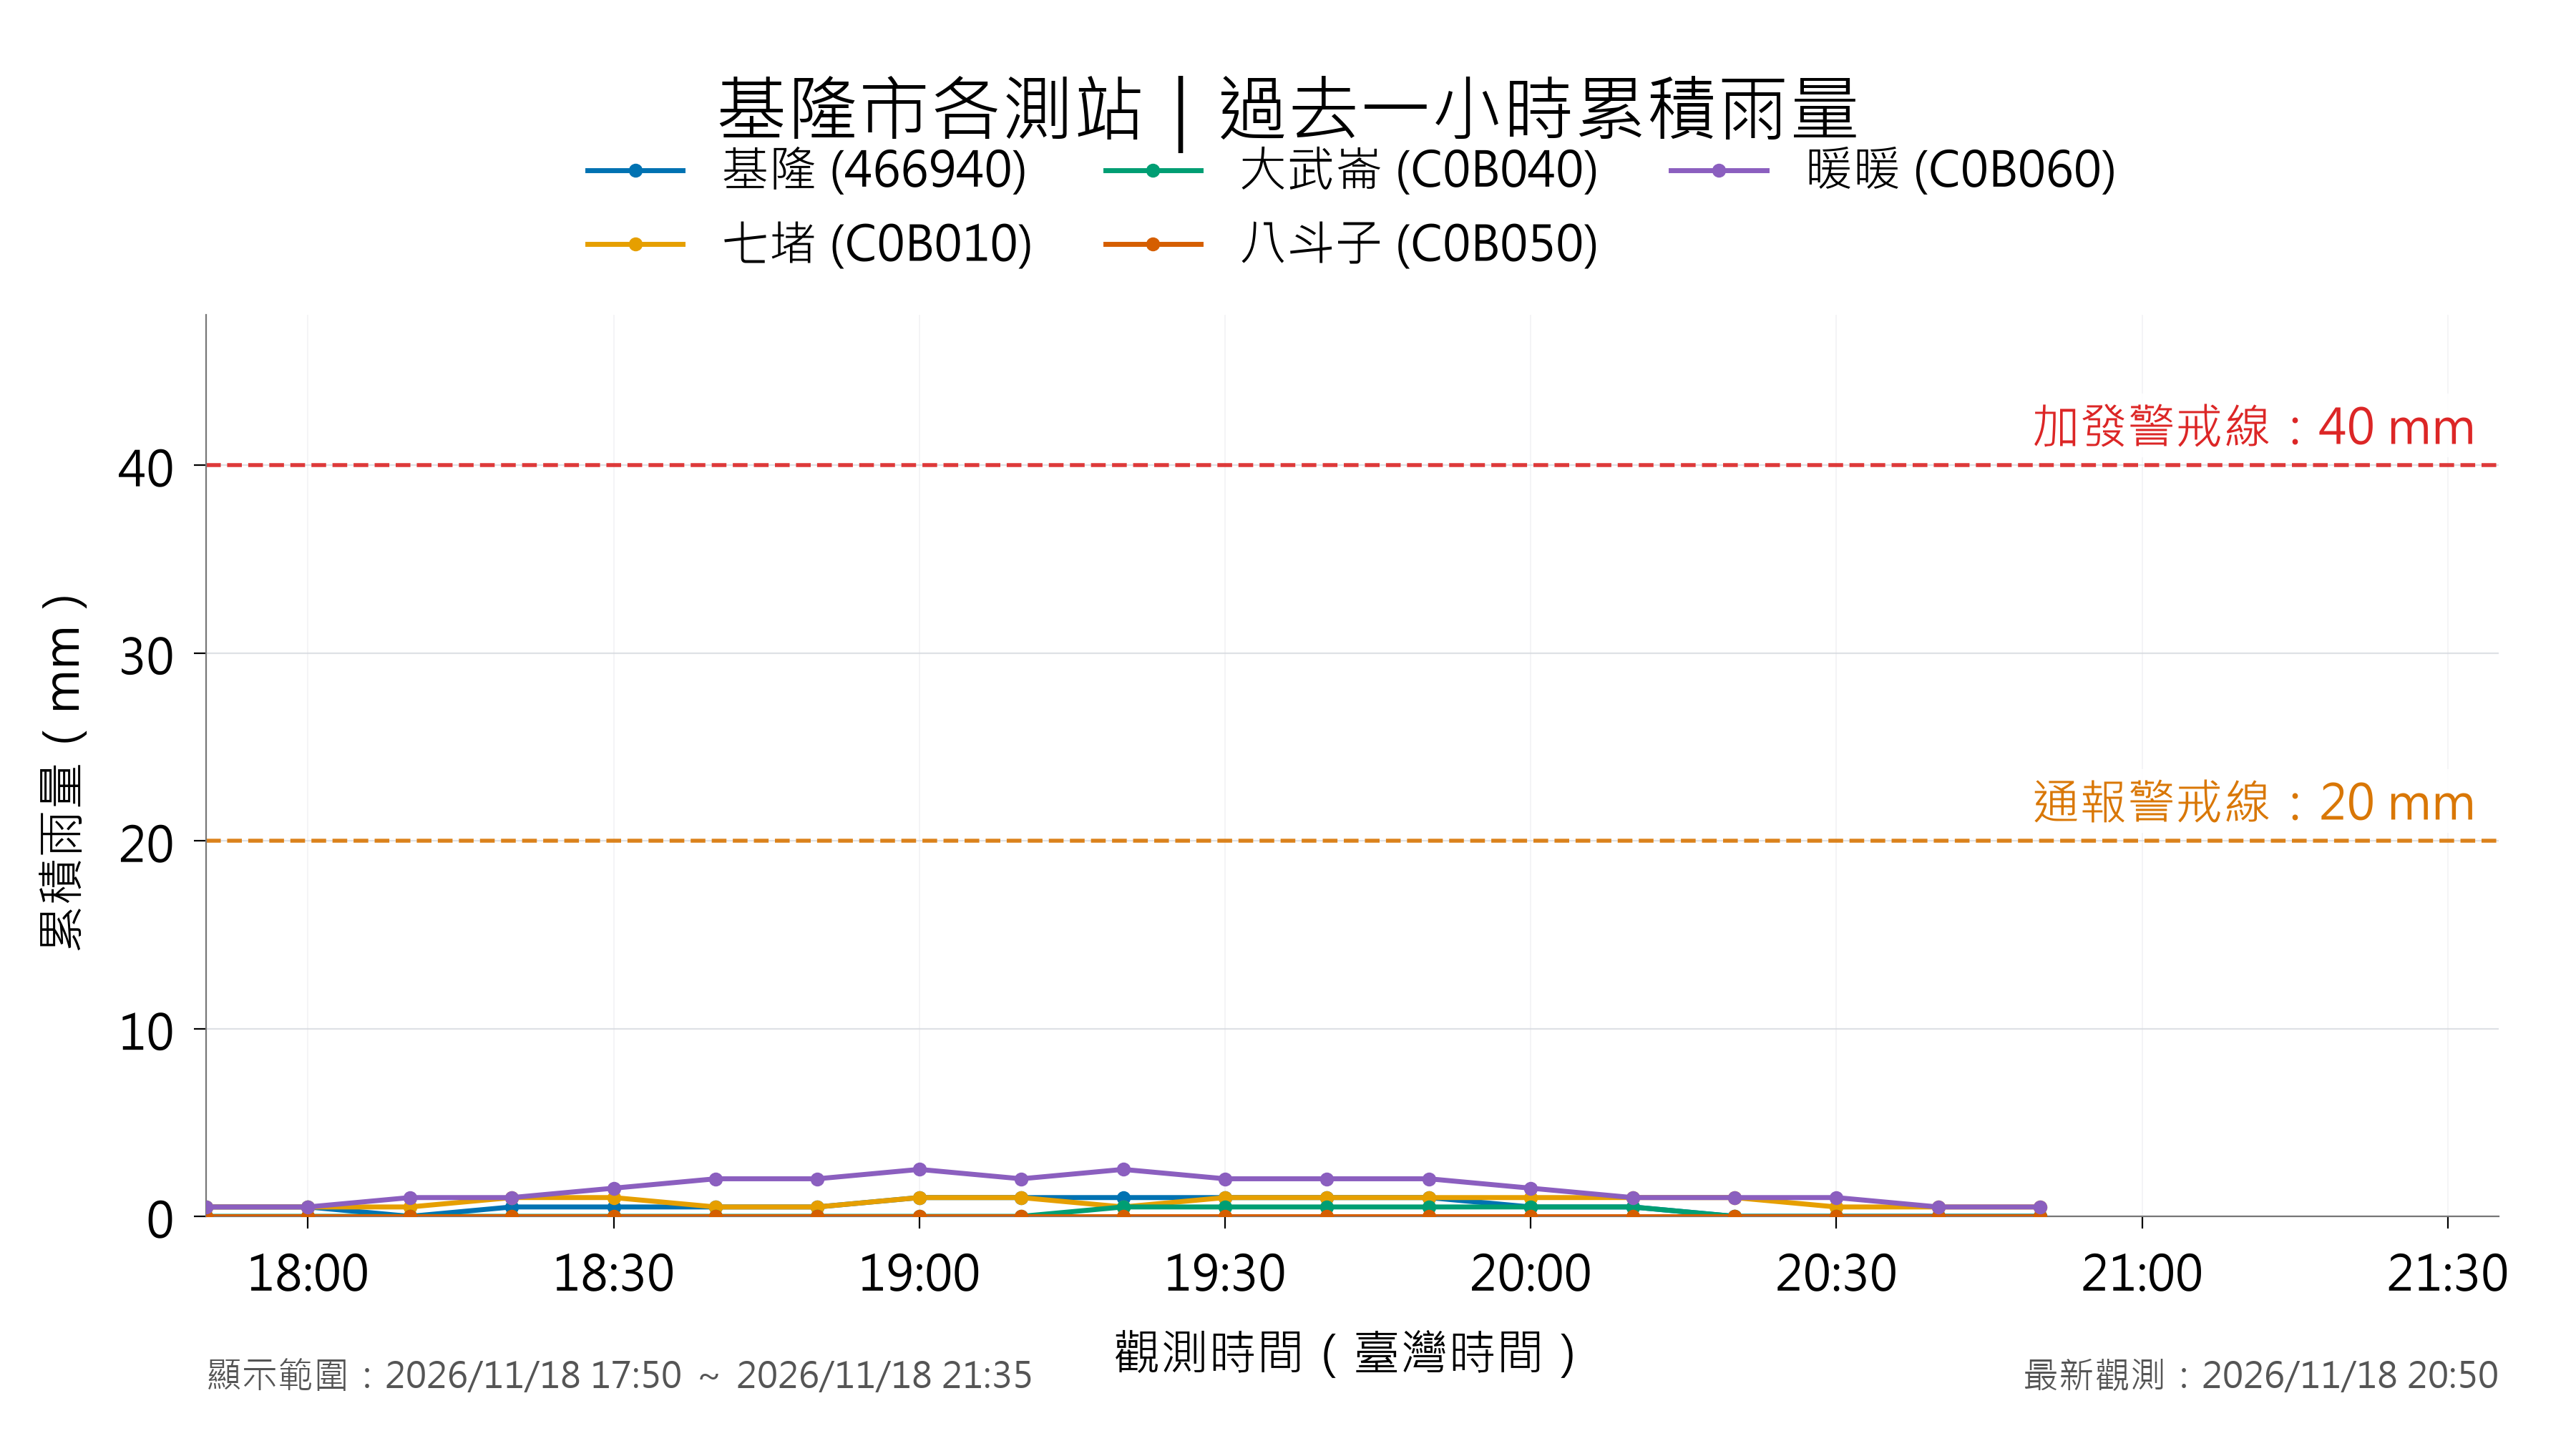 基隆市各測站｜過去一小時累積雨量
基隆 (466940)
大武崙 (C0B040)
暖暖 (C0B060)
七堵 (C0B010)
八斗子 (C0B050)
累積雨量（mm）
40
30
20
10
0
加發警戒線：40 mm
通報警戒線：20 mm
18:00 18:30 19:00 19:30 20:00 20:30 21:00 21:30
觀測時間（臺灣時間）
顯示範圍：2026/11/18 17:50 ~ 2026/11/18 21:35
最新觀測：2026/11/18 20:50